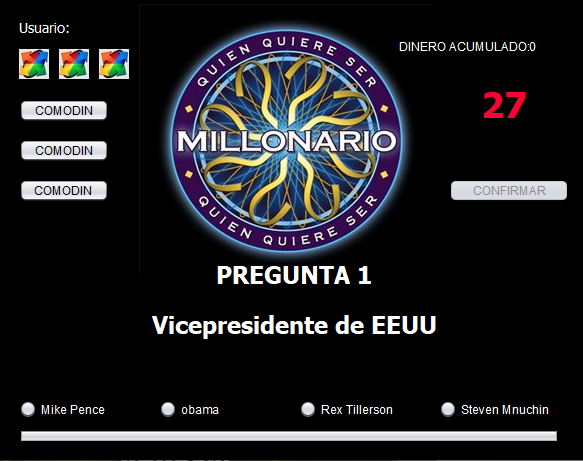 Usuario:
DINERO ACUMULADO:0
27
COMODIN
COMODIN
COMODIN
CONFIRMAR
QUIEN QUIERE SER
MILLONARIO
QUIEN QUIERE SER
PREGUNTA 1
Vicepresidente de EEUU
Mike Pence
obama
Rex Tillerson
Steven Mnuchin